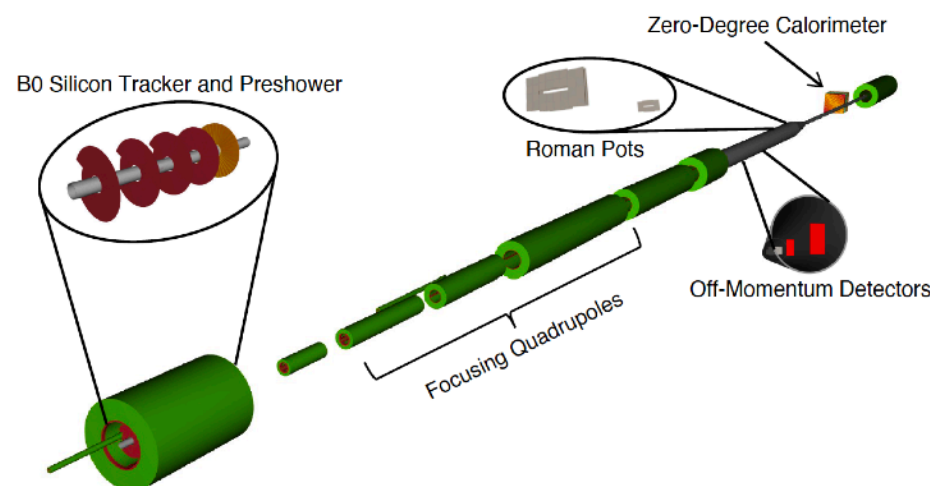 Zero-Degree Calorimeter
B0 Silicon Tracker and Preshower
Roman Pots
Off-Momentum Detectors
Focusing Quadrupoles